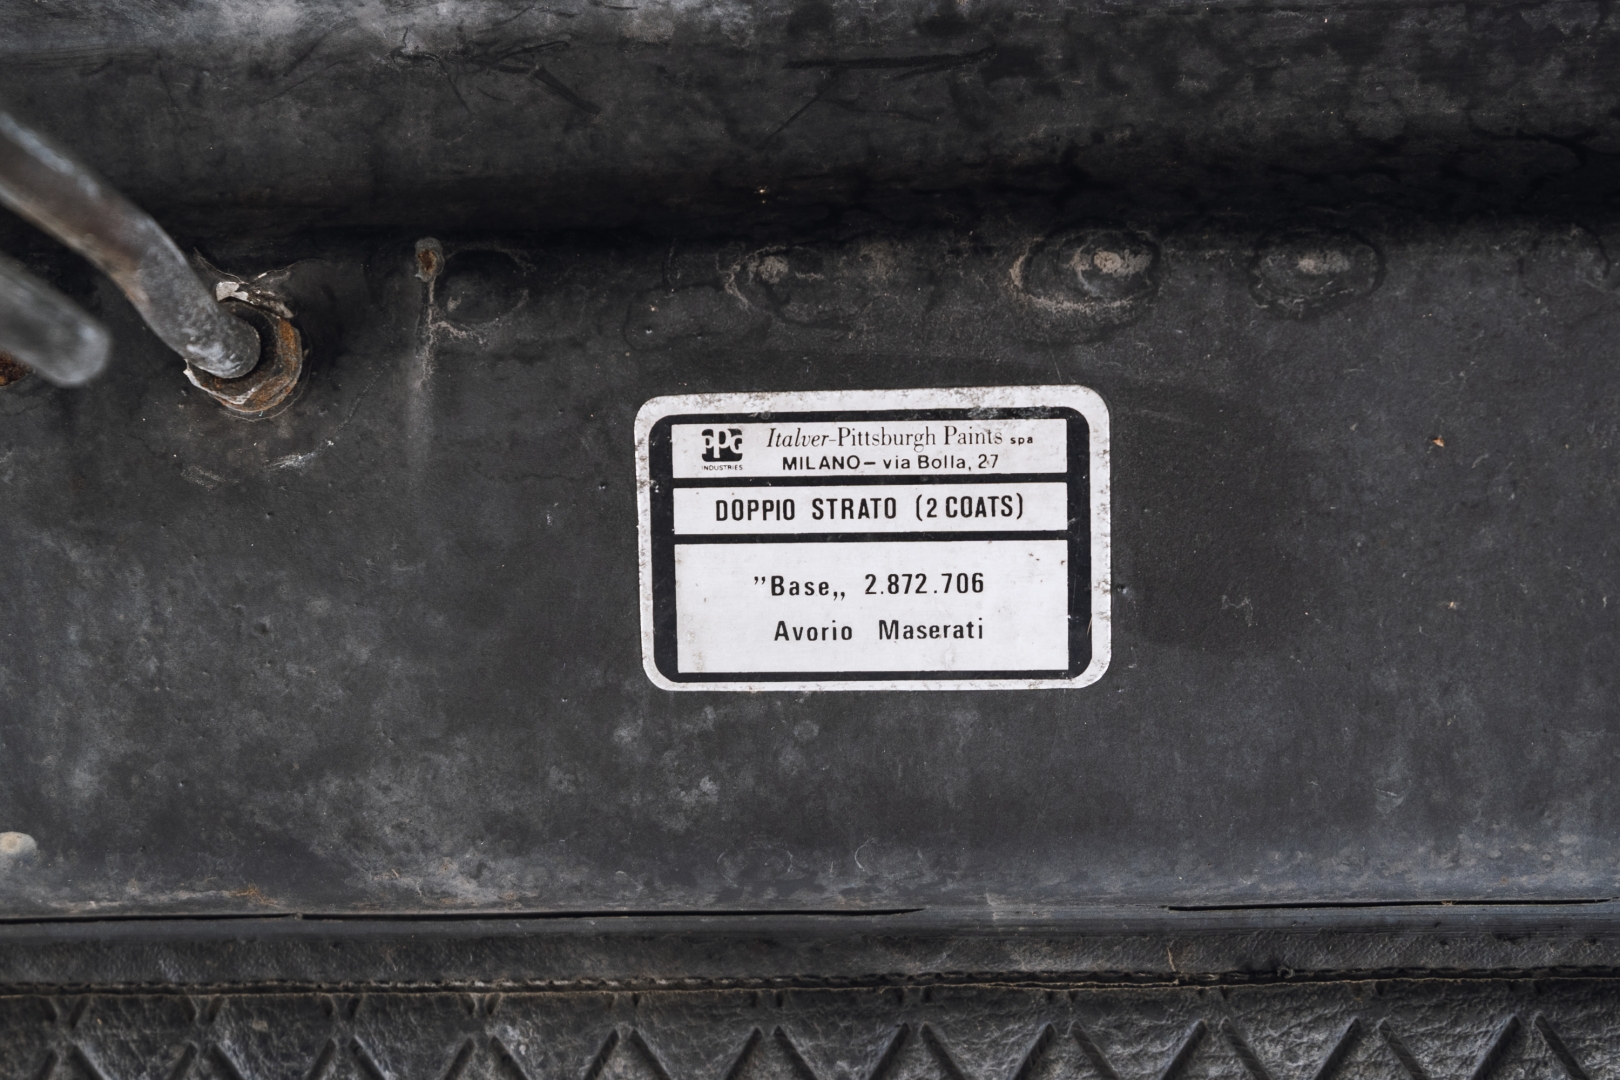 PPG Italver-Pittsburgh Paints spa
INDUSTRIES MILANO – via Bolla, 27
DOPPIO STRATO (2 COATS)
”Base„ 2.872.706
Avorio Maserati